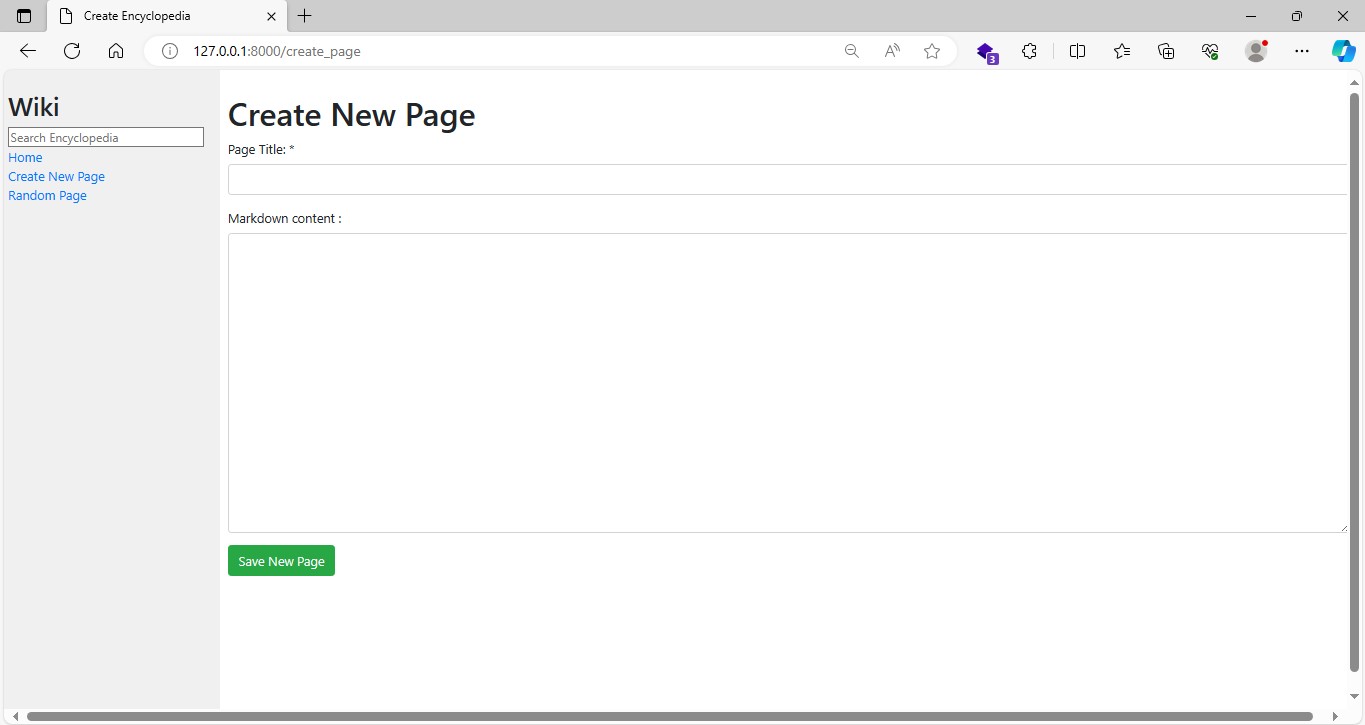 Create Encyclopedia
127.0.0.1:8000/create_page
3
Wiki
Search Encyclopedia
Home
Create New Page
Random Page
Create New Page
Page Title: *
Markdown content :
Save New Page